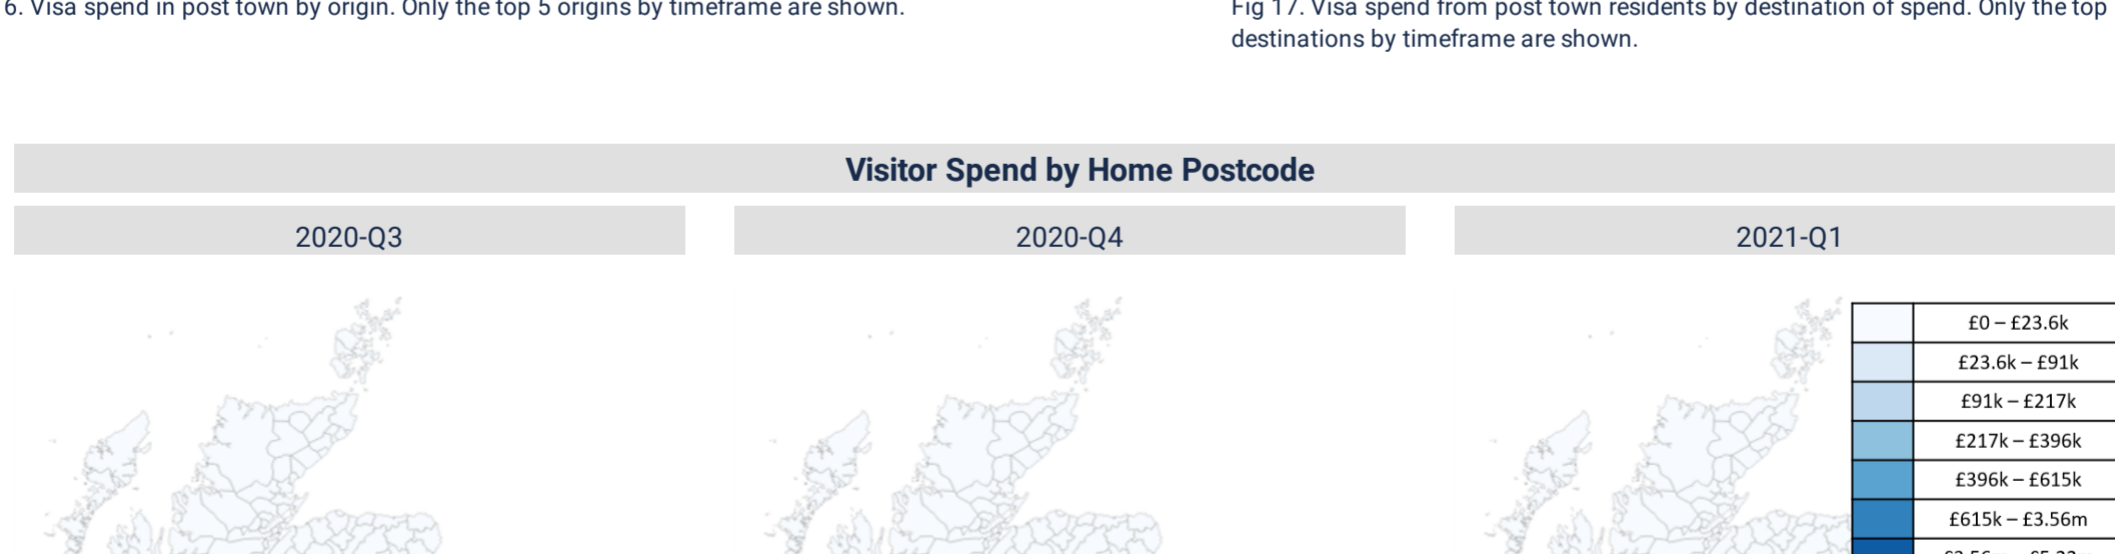 6. Visa spend in post town by origin. Only the top 5 origins by timeframe are shown.
Fig 17. Visa spend from post town residents by destination of spend. Only the top
destinations by timeframe are shown.
Visitor Spend by Home Postcode
2020-Q3
2020-Q4
2021-Q1
£0 – £23.6k
£23.6k – £91k
£91k – £217k
£217k – £396k
£396k – £615k
£615k – £3.56m